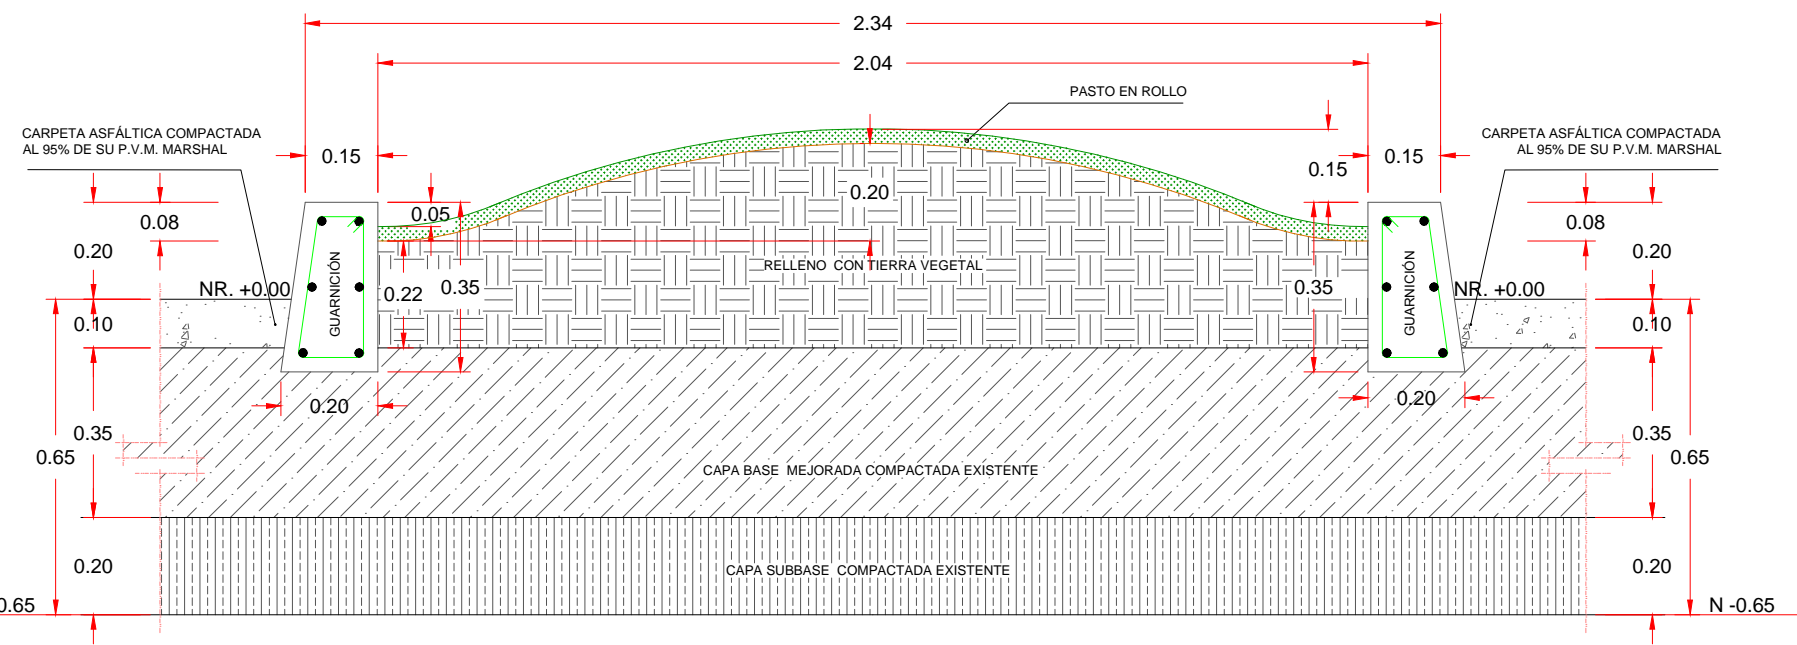 2.34
2.04
PASTO EN ROLLO
CARPETA ASFÁLTICA COMPACTADA
AL 95% DE SU P.V.M. MARSHAL
CARPETA ASFÁLTICA COMPACTADA
AL 95% DE SU P.V.M. MARSHAL
0.15
0.15
0.15
0.20
0.05
0.08
0.08
0.20
0.20
RELLENO CON TIERRA VEGETAL
GUARNICIÓN
GUARNICIÓN
NR. +0.00
NR. +0.00
0.22
0.35
0.35
0.10
0.10
0.20
0.20
0.35
0.35
0.65
0.65
CAPA BASE MEJORADA COMPACTADA EXISTENTE
CAPA SUBBASE COMPACTADA EXISTENTE
0.20
0.20
0.65
N -0.65